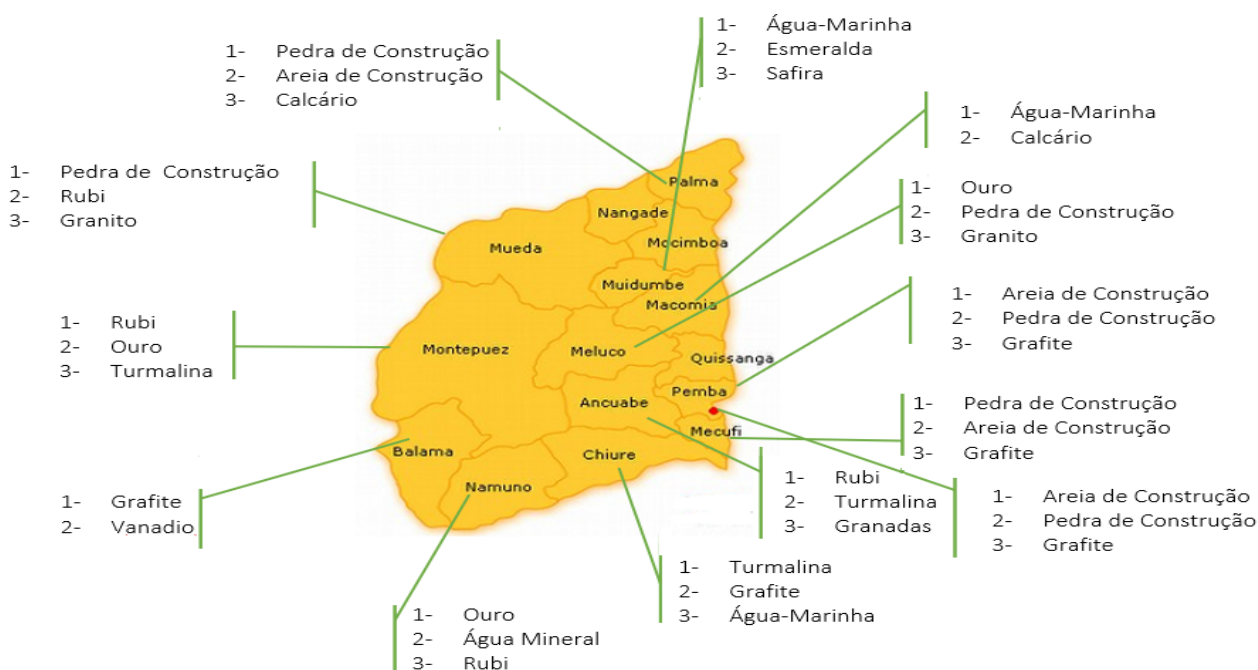 1- Água-Marinha
2- Esmeralda
3- Safira
1- Pedra de Construção
2- Areia de Construção
3- Calcário
1- Água-Marinha
2- Calcário
1- Pedra de Construção
2- Rubi
3- Granito
1- Ouro
2- Pedra de Construção
3- Granito
Palma
Nangade
Mocimboa
Mueda
Muidumbe
Macomia
1- Areia de Construção
2- Pedra de Construção
3- Grafite
1- Rubi
2- Ouro
3- Turmalina
Montepuez
Meluco
Quissanga
Pemba
Ancuabe
Mecufi
1- Pedra de Construção
2- Areia de Construção
3- Grafite
Balama
Chiure
Namuno
1- Rubi
2- Turmalina
3- Granadas
1- Areia de Construção
2- Pedra de Construção
3- Grafite
1- Grafite
2- Vanadio
1- Turmalina
2- Grafite
3- Água-Marinha
1- Ouro
2- Água Mineral
3- Rubi